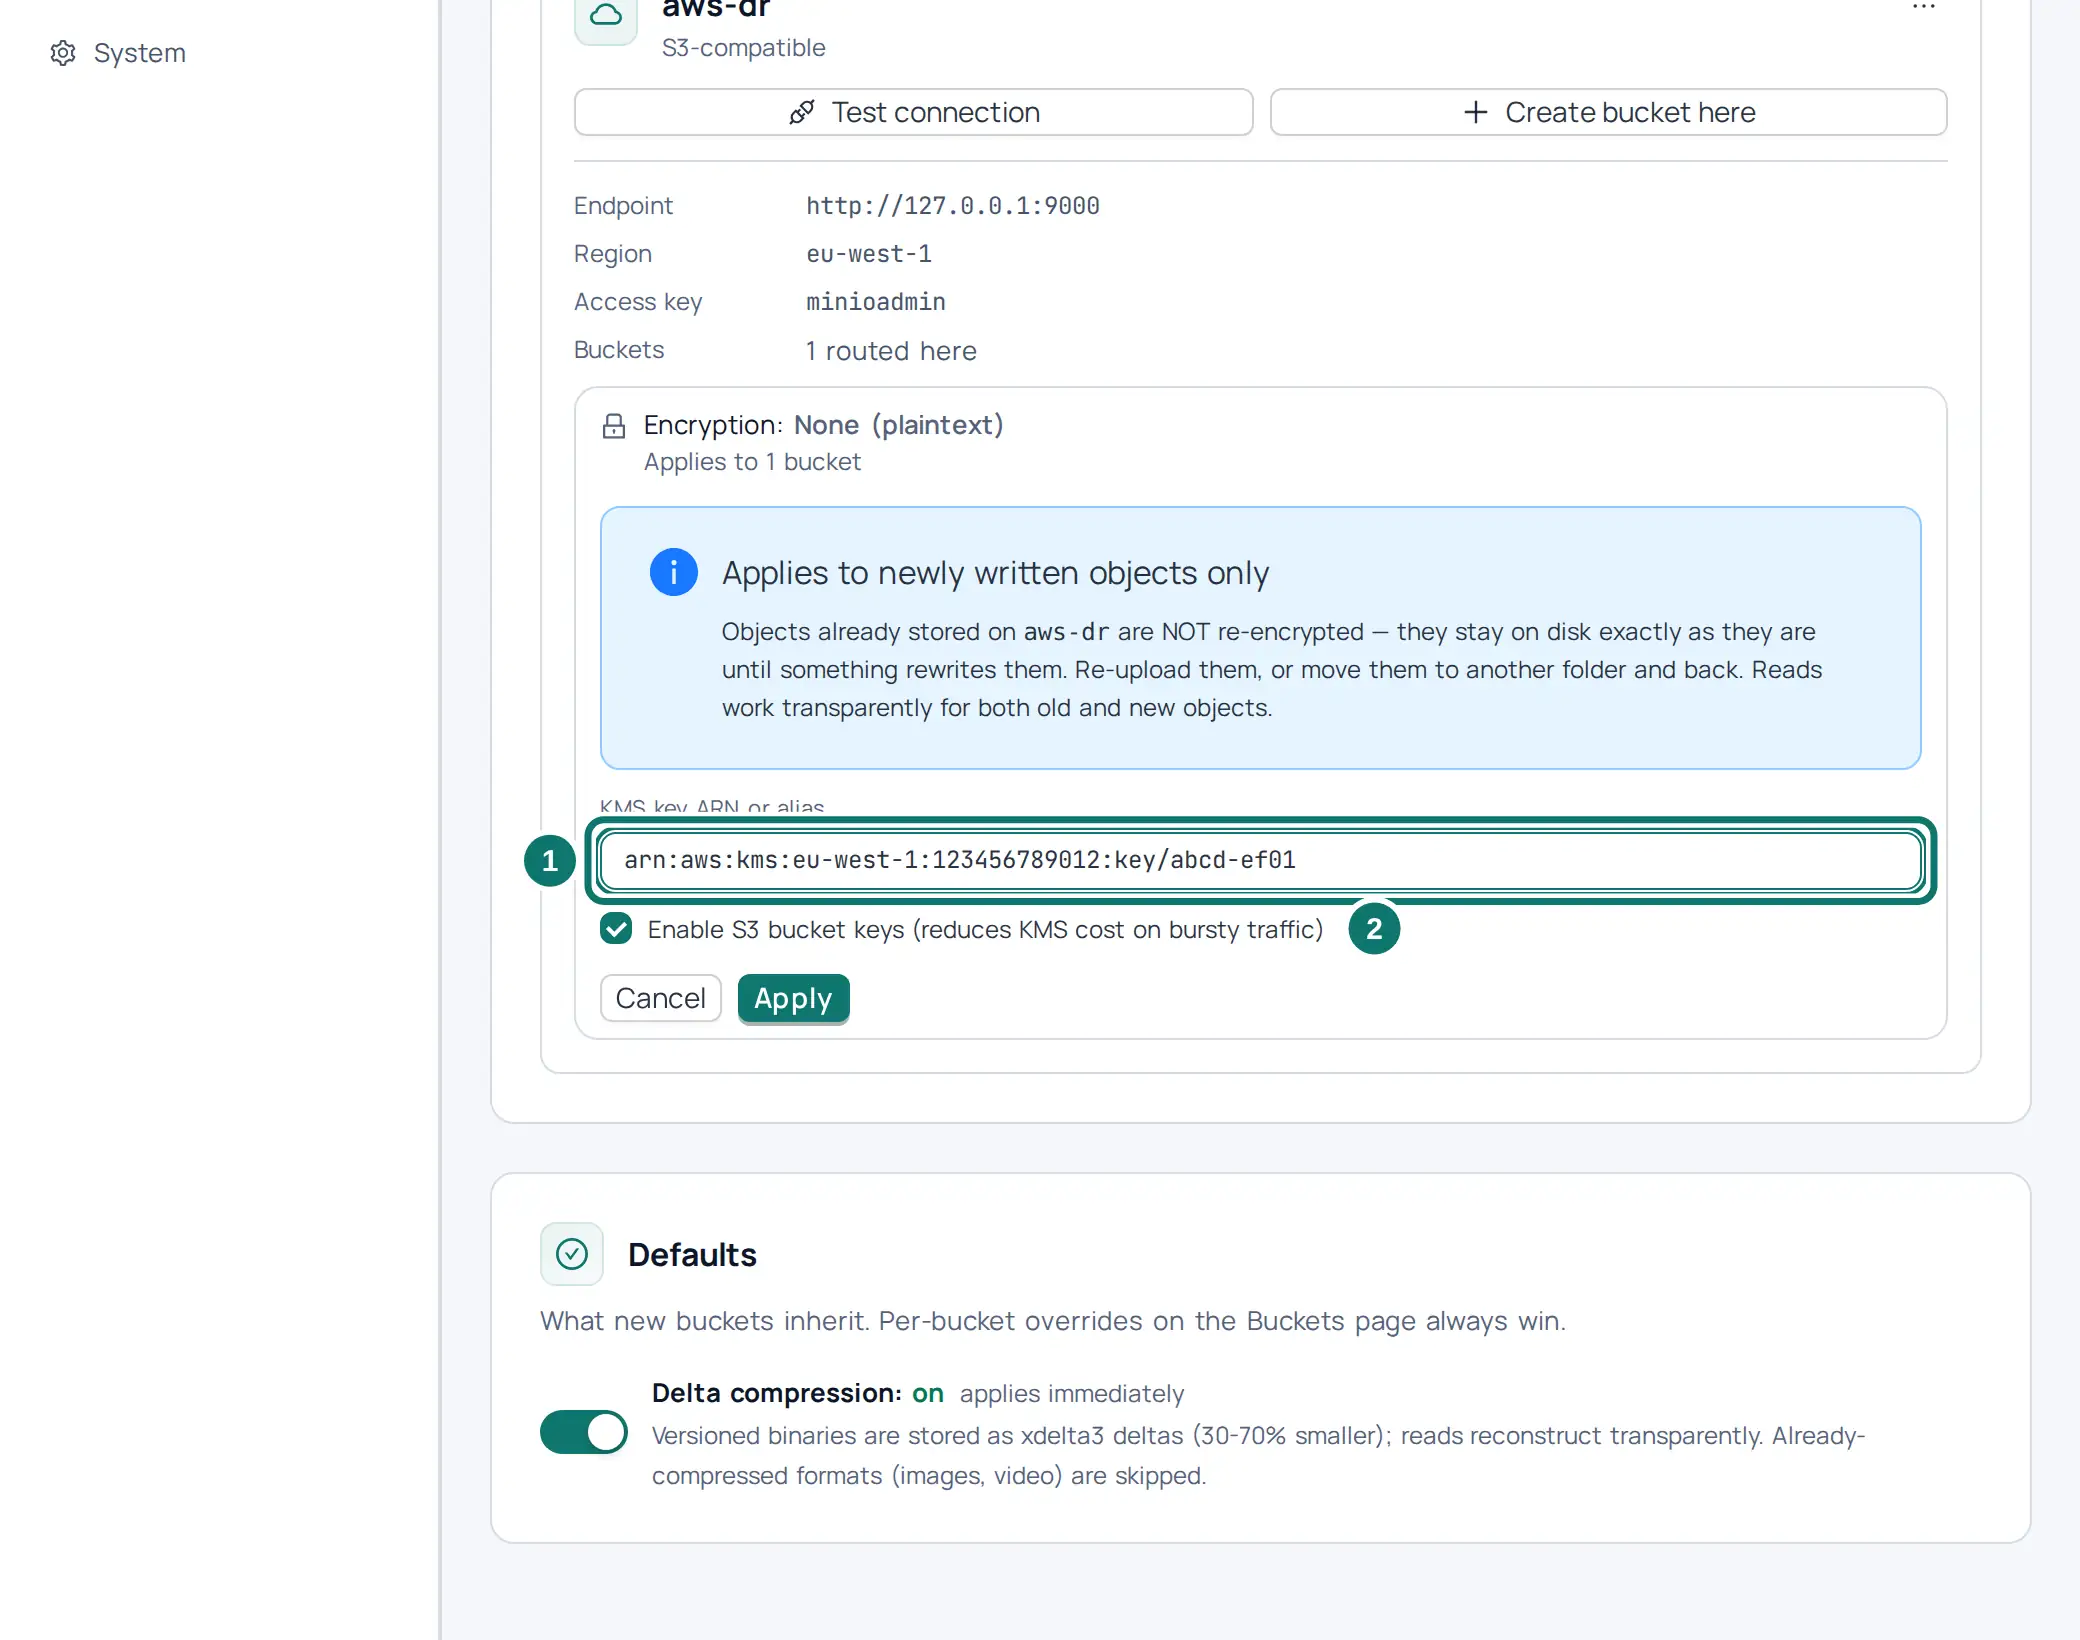 System
aws-dr
S3-compatible
Test connection
Create bucket here
Endpoint http://127.0.0.1:9000
Region eu-west-1
Access key minioadmin
Buckets 1 routed here
Encryption: None (plaintext)
Applies to 1 bucket
Applies to newly written objects only
Objects already stored on aws-dr are NOT re-encrypted — they stay on disk exactly as they are
until something rewrites them. Re-upload them, or move them to another folder and back. Reads
work transparently for both old and new objects.
KMS key ARN or alias
1
arn:aws:kms:eu-west-1:123456789012:key/abcd-ef01
Enable S3 bucket keys (reduces KMS cost on bursty traffic)
2
Cancel
Apply
Defaults
What new buckets inherit. Per-bucket overrides on the Buckets page always win.
Delta compression: on applies immediately
Versioned binaries are stored as xdelta3 deltas (30-70% smaller); reads reconstruct transparently. Already-
compressed formats (images, video) are skipped.